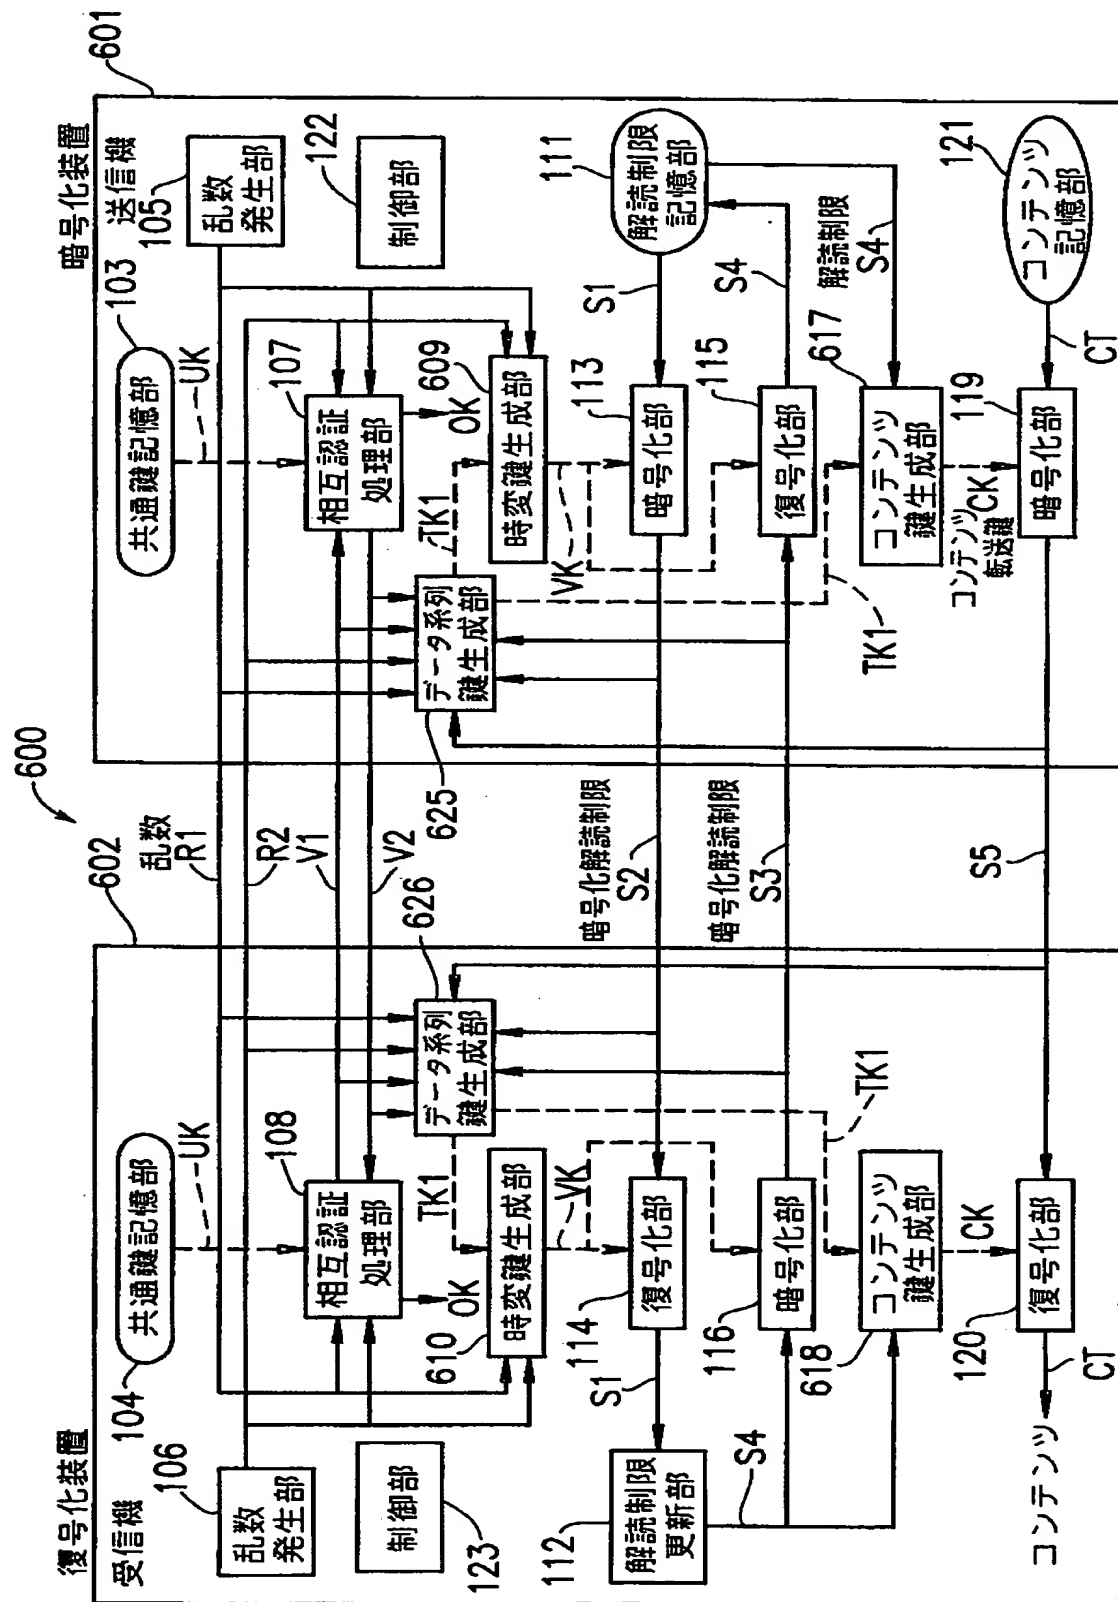 600
復号化装置
602
受信機
104
共通鍵記憶部
UK
106
乱数
発生部
108
相互認証
処理部
OK
123
制御部
乱数
R1
R2
V1
V2
626
データ系列
鍵生成部
TK1
610
時変鍵生成部
VK
114
復号化部
S1
112
解読制限
更新部
S4
116
暗号化部
TK1
618
コンテンツ
鍵生成部
CK
120
復号化部
CT
コンテンツ
暗号化解読制限
S2
暗号化解読制限
S3
S5
暗号化装置
601
送信機
103
共通鍵記憶部
UK
105
乱数
発生部
107
相互認証
処理部
OK
122
制御部
625
データ系列
鍵生成部
TK1
609
時変鍵生成部
VK
113
暗号化部
S1
111
解読制限
記憶部
115
復号化部
S4
解読制限
S4
TK1
617
コンテンツ
鍵生成部
コンテンツ
転送鍵
CK
119
暗号化部
CT
121
コンテンツ
記憶部